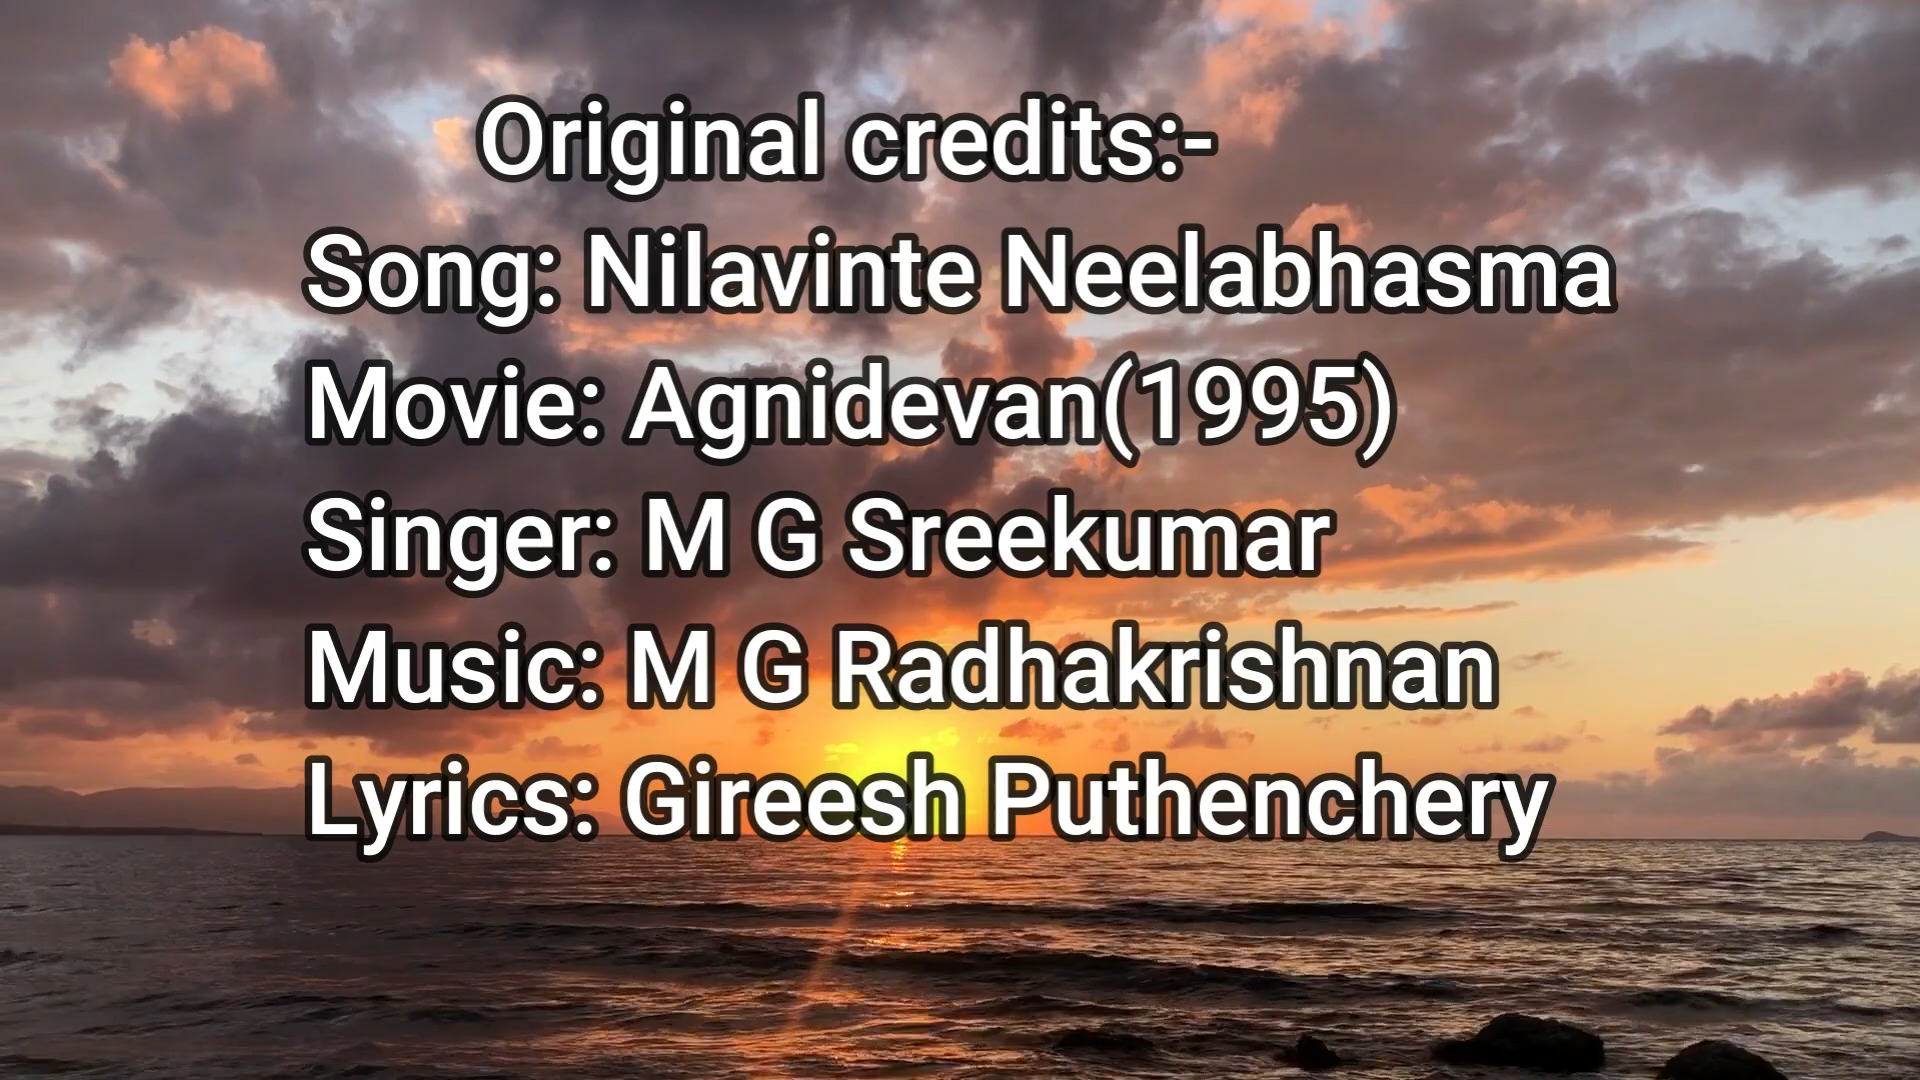 Original credits:-
Song: Nilavinte Neelabhasma
Movie: Agnidevan(1995)
Singer: M G Sreekumar
Music: M G Radhakrishnan
Lyrics: Gireesh Puthenchery